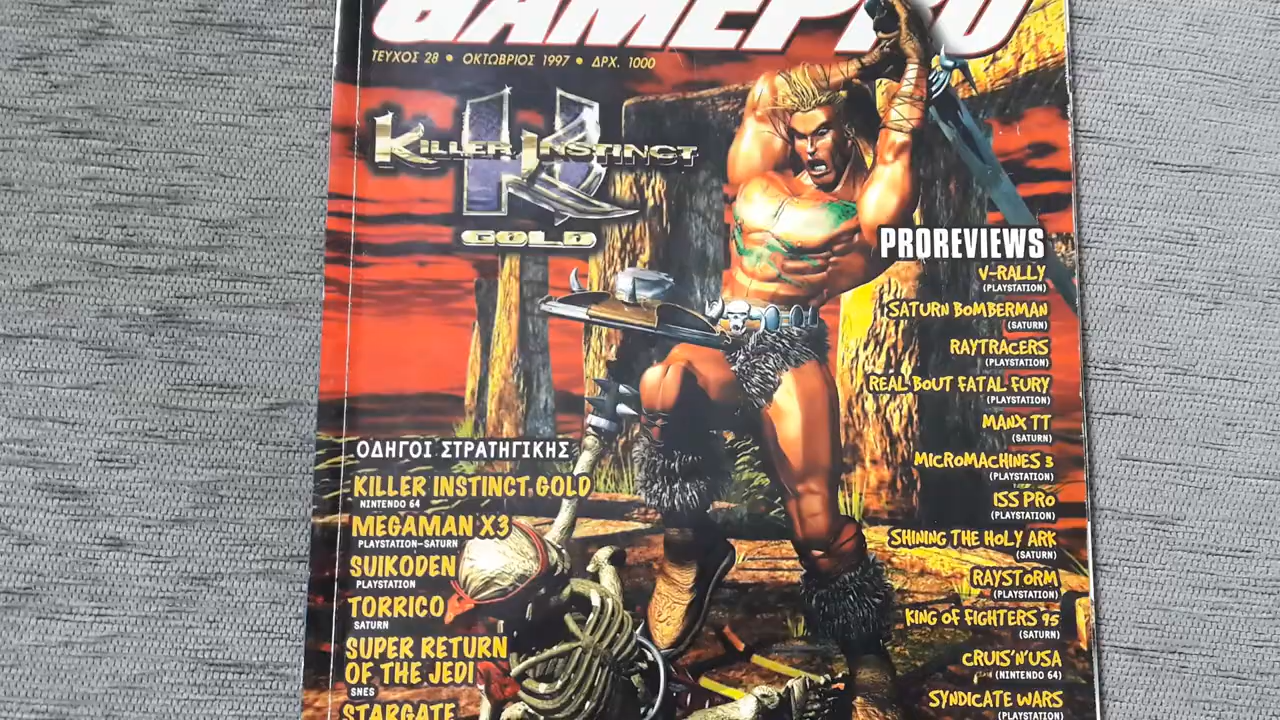 GAMEPRO
ΤΕΥΧΟΣ 28 • ΟΚΤΩΒΡΙΟΣ 1997 • ΔΡΧ. 1000
KILLER INSTINCT
GOLD
PROREVIEWS
V-RALLY
(PLAYSTATION)
SATURN BOMBERMAN
(SATURN)
RAYTRACERS
(PLAYSTATION)
REAL BOUT FATAL FURY
(PLAYSTATION)
MANX TT
(SATURN)
MICROMACHINES 3
(PLAYSTATION)
ISS PRO
(PLAYSTATION)
SHINING THE HOLY ARK
(SATURN)
RAYSTORM
(PLAYSTATION)
KING OF FIGHTERS 95
(SATURN)
CRUIS'N'USA
(NINTENDO 64)
SYNDICATE WARS
(PLAYSTATION)
ΟΔΗΓΟΙ ΣΤΡΑΤΗΓΙΚΗΣ
KILLER INSTINCT GOLD
NINTENDO 64
MEGAMAN X3
PLAYSTATION-SATURN
SUIKODEN
PLAYSTATION
TORRICO
SATURN
SUPER RETURN
OF THE JEDI
SNES
STARGATE